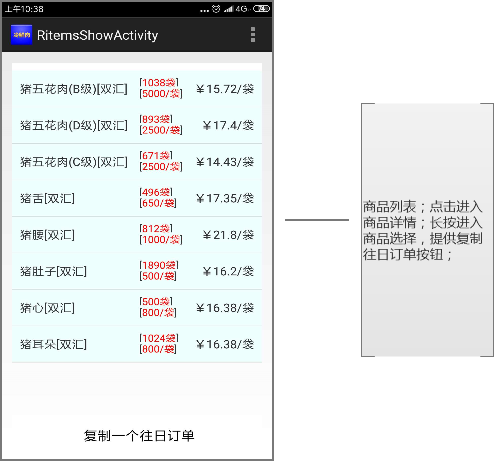 上午10:38
4G
74
冷鲜肉
RitemsShowActivity
猪五花肉(B级)[双汇]
[1038袋]
[5000/袋]
￥15.72/袋
猪五花肉(D级)[双汇]
[893袋]
[2500/袋]
￥17.4/袋
猪五花肉(C级)[双汇]
[671袋]
[2500/袋]
￥14.43/袋
猪舌[双汇]
[496袋]
[650/袋]
￥17.35/袋
猪腰[双汇]
[812袋]
[1000/袋]
￥21.8/袋
猪肚子[双汇]
[1890袋]
[500/袋]
￥16.2/袋
猪心[双汇]
[500袋]
[800/袋]
￥16.38/袋
猪耳朵[双汇]
[1024袋]
[800/袋]
￥16.38/袋
复制一个往日订单
商品列表；点击进入
商品详情；长按进入
商品选择，提供复制
往日订单按钮；